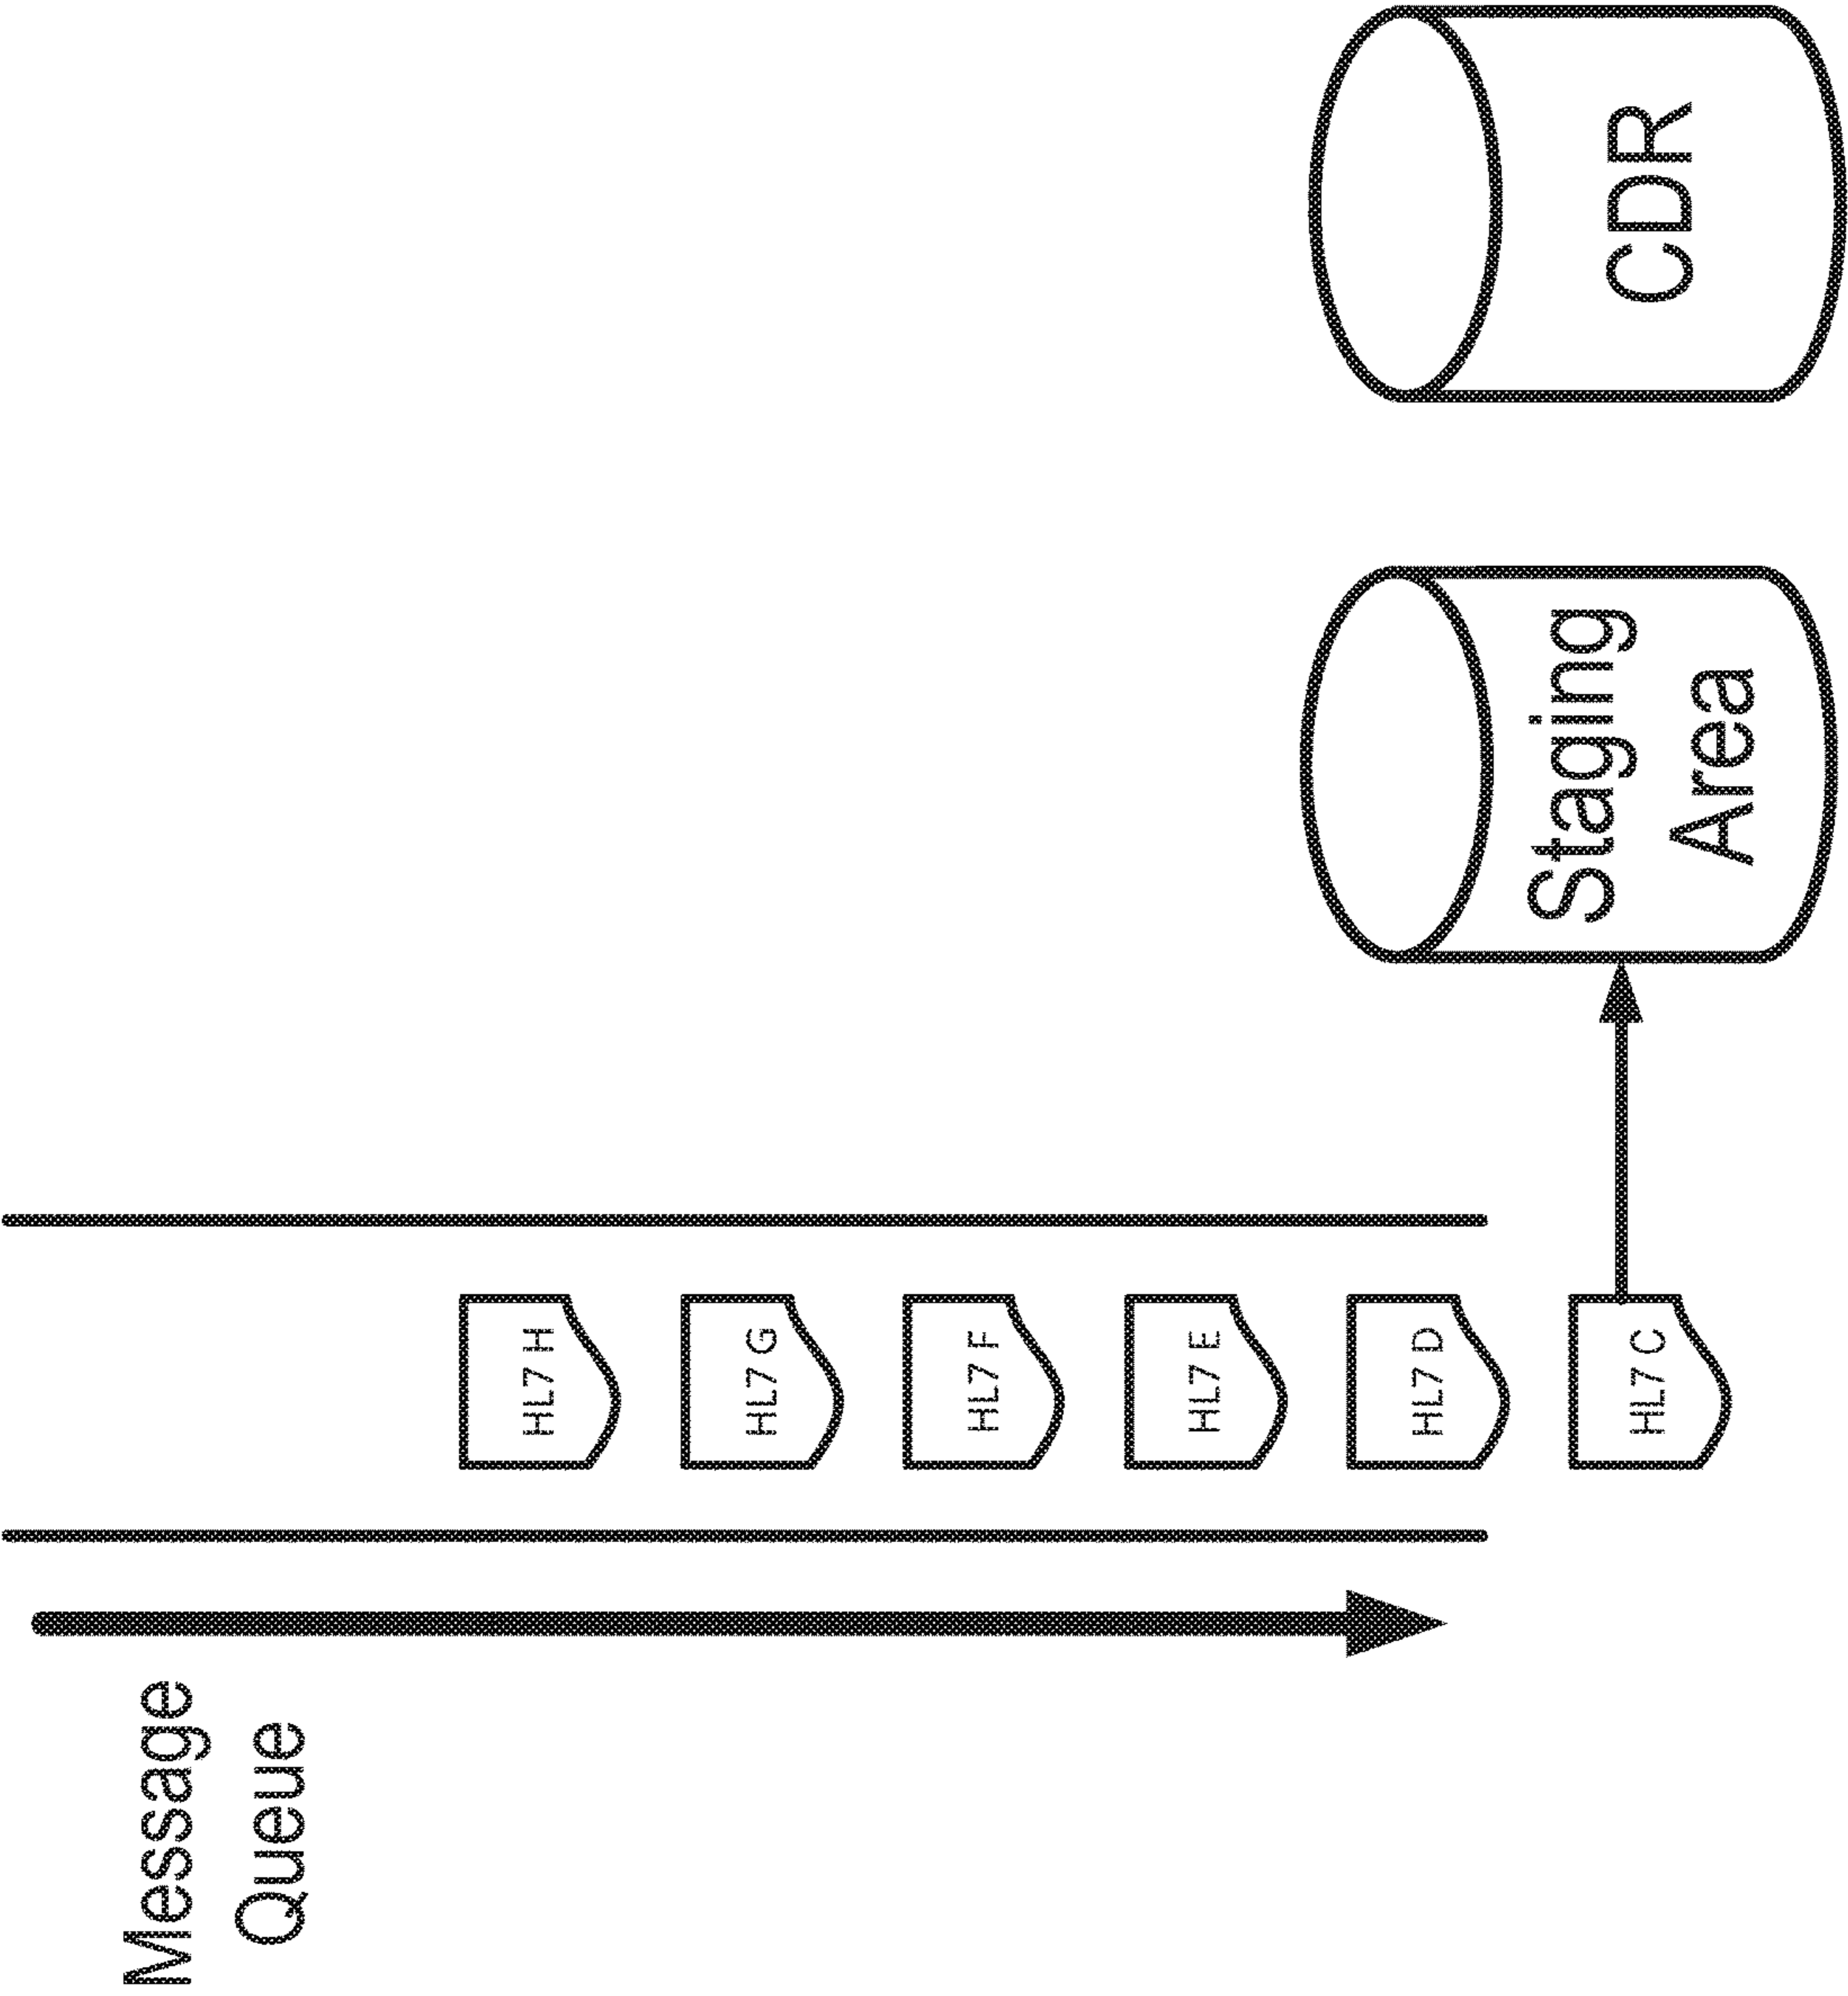 Message
Queue
HL7 H
HL7 G
HL7 F
HL7 E
HL7 D
HL7 C
Staging
Area
CDR